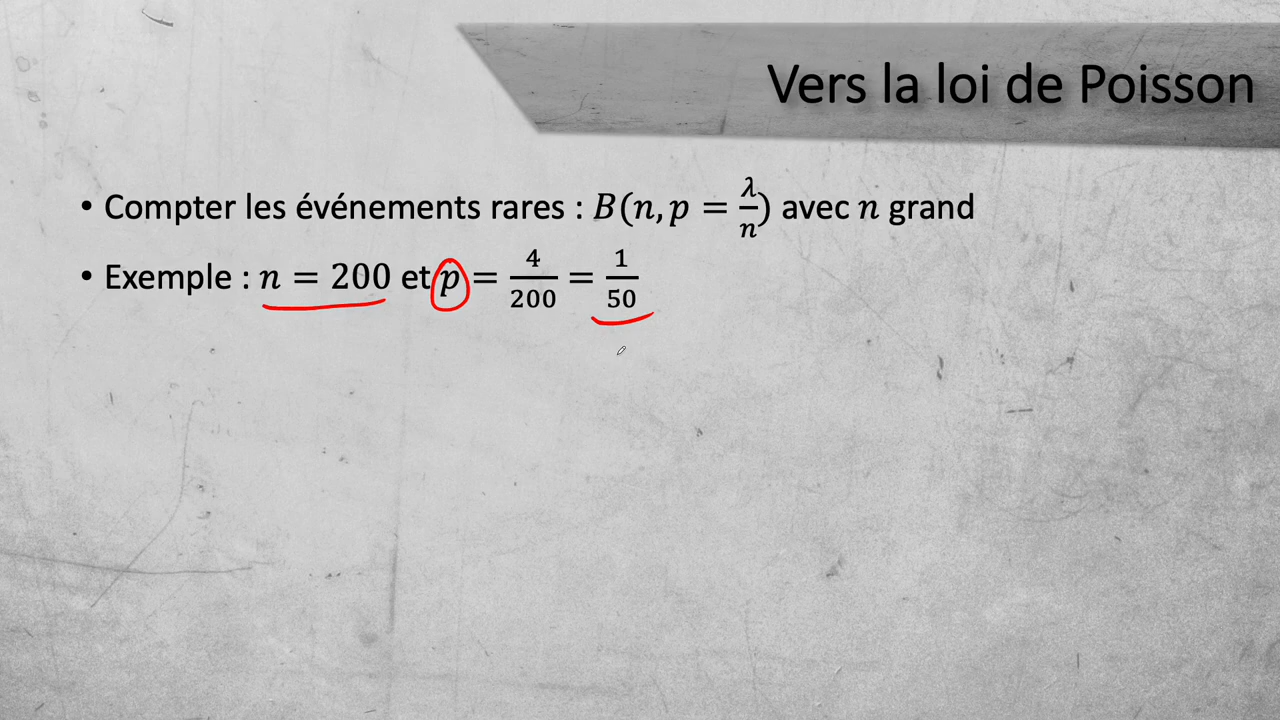 Vers la loi de Poisson
• Compter les événements rares : B(n, p = λ/n) avec n grand
• Exemple : n = 200 et p = 4/200 = 1/50